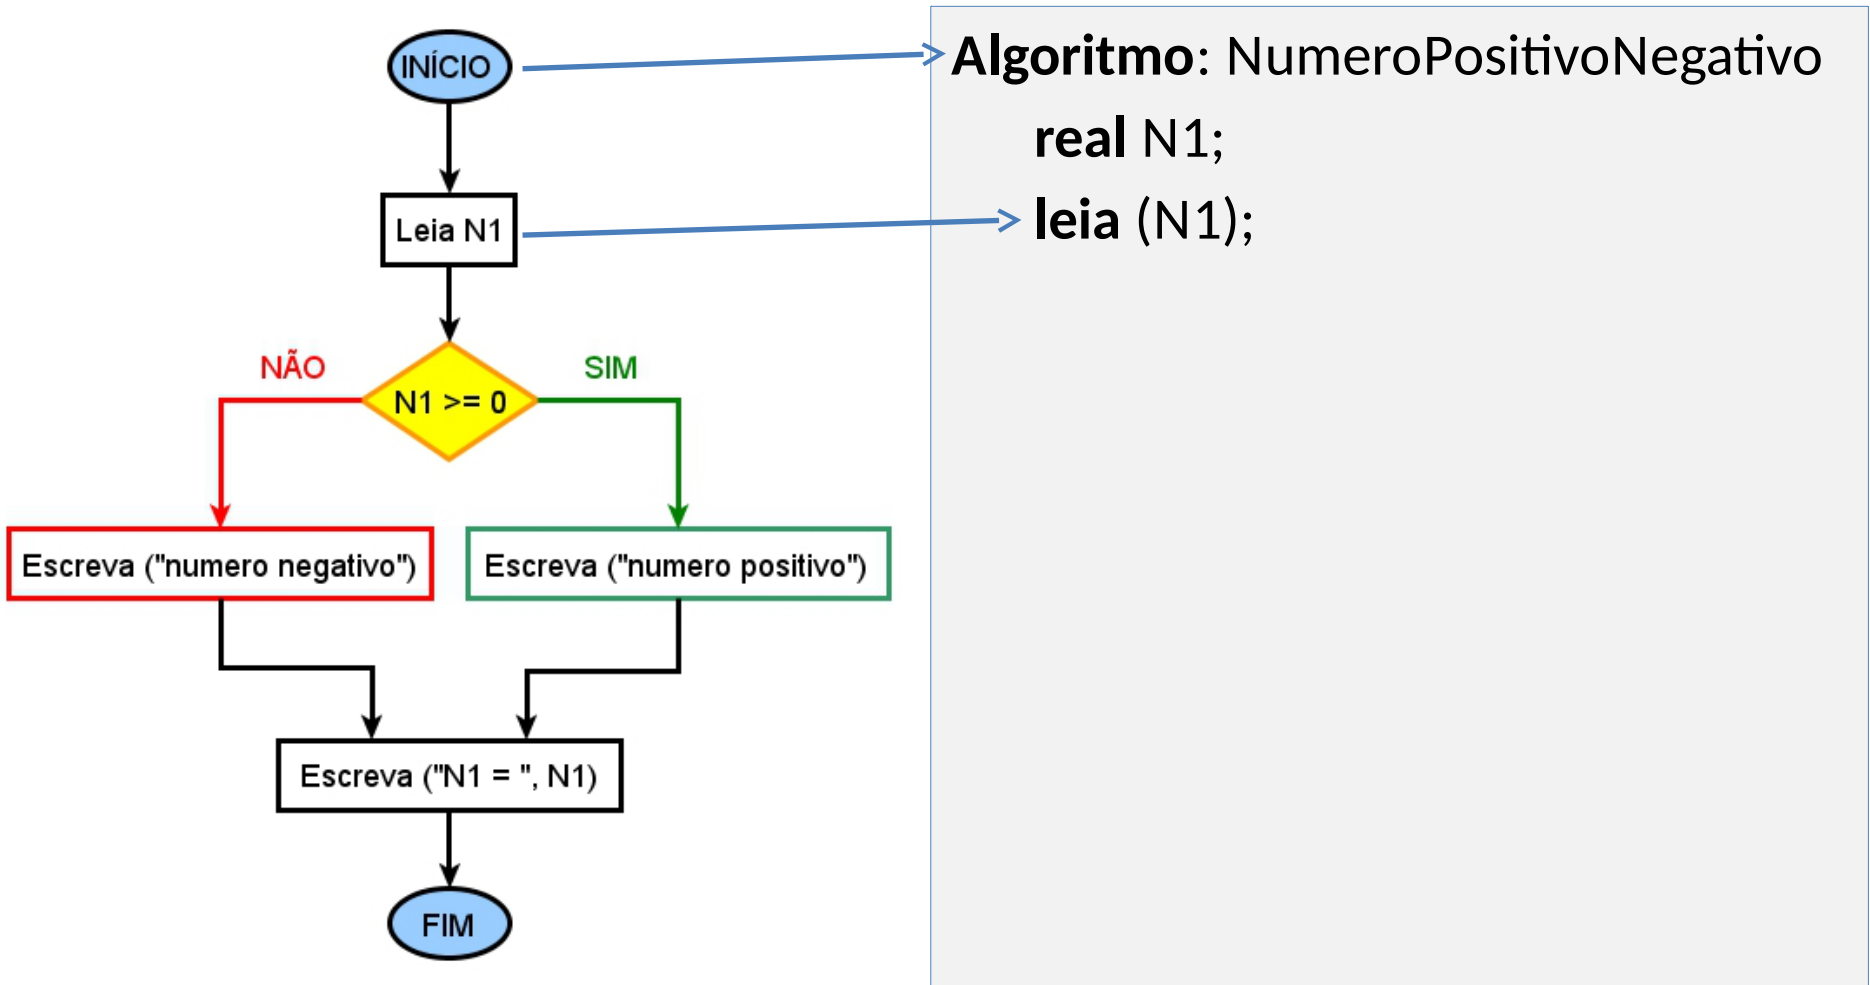 INÍCIO
Leia N1
NÃO
SIM
N1 >= 0
Escreva ("numero negativo")
Escreva ("numero positivo")
Escreva ("N1 = ", N1)
FIM
Algoritmo: NumeroPositivoNegativo
real N1;
leia (N1);